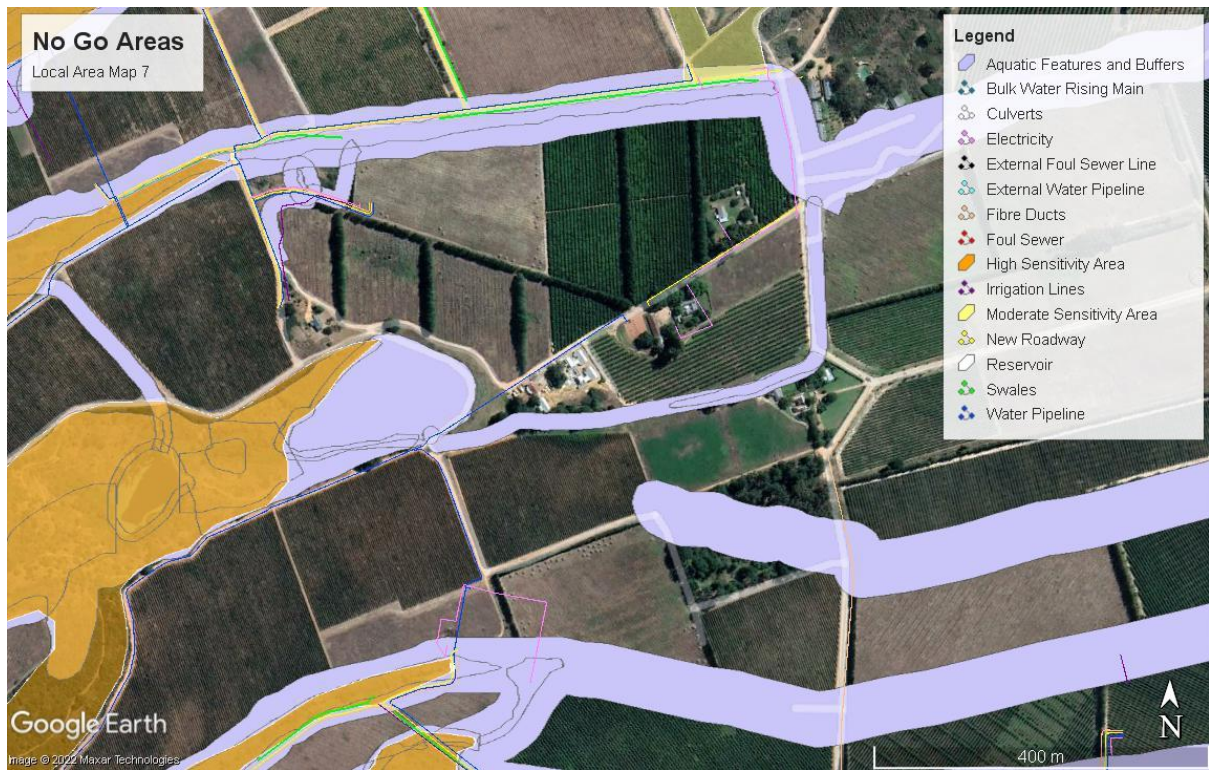 No Go Areas
Local Area Map 7
Legend
Aquatic Features and Buffers
Bulk Water Rising Main
Culverts
Electricity
External Foul Sewer Line
External Water Pipeline
Fibre Ducts
Foul Sewer
High Sensitivity Area
Irrigation Lines
Moderate Sensitivity Area
New Roadway
Reservoir
Swales
Water Pipeline
Google Earth
Image © 2022 Maxar Technologies
400 m
N